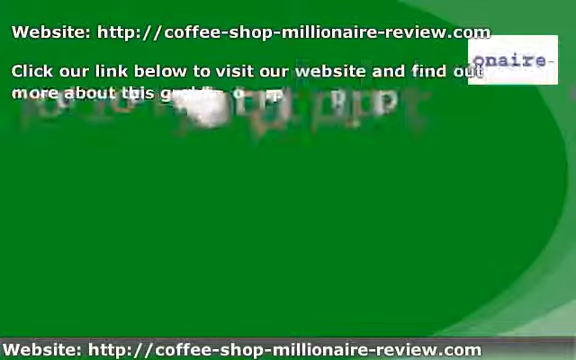 Website: http://coffee-shop-millionaire-review.com
onaire-
Click our link below to visit our website and find out
more about this
Website: http://coffee-shop-millionaire-review.com